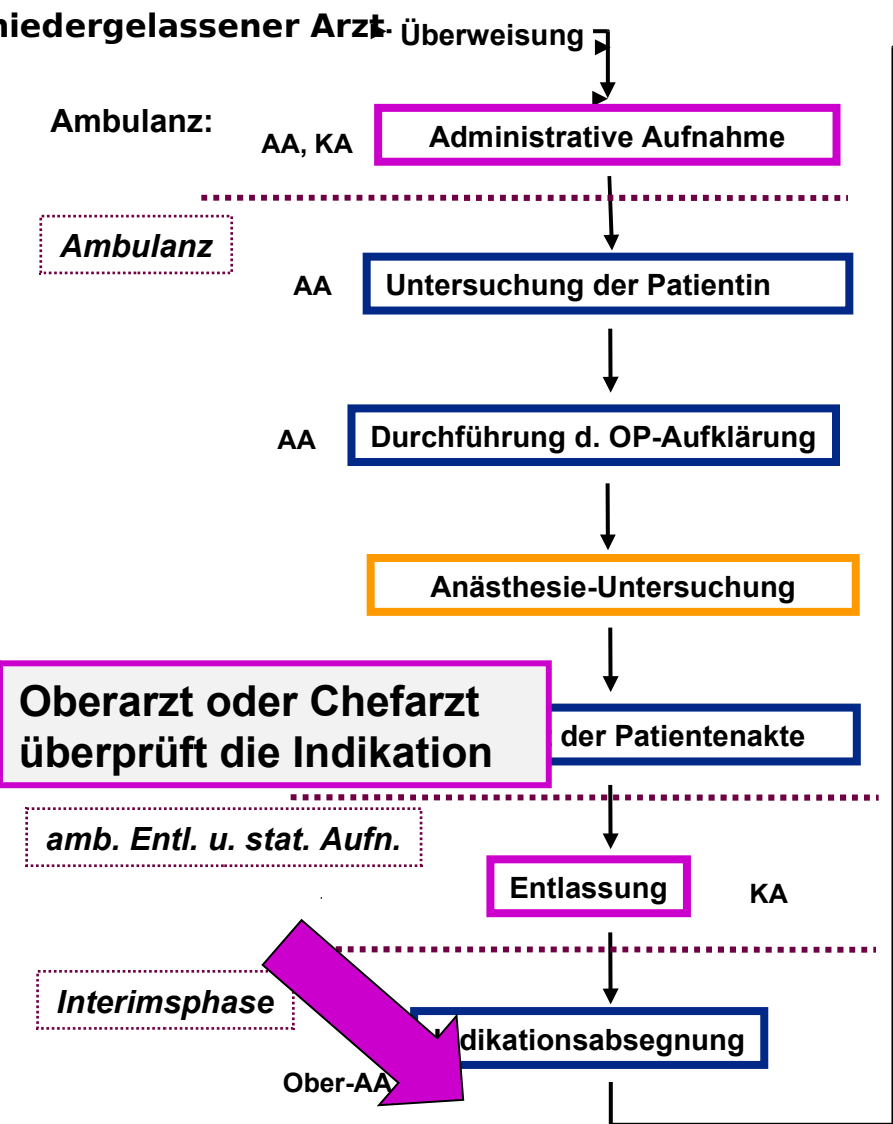 niedergelassener Arzt
Überweisung
Ambulanz:
AA, KA
Administrative Aufnahme
Ambulanz
AA
Untersuchung der Patientin
AA
Durchführung d. OP-Aufklärung
Anästhesie-Untersuchung
Oberarzt oder Chefarzt
überprüft die Indikation
der Patientenakte
amb. Entl. u. stat. Aufn.
Entlassung
KA
Interimsphase
Indikationsabsegnung
Ober-AA